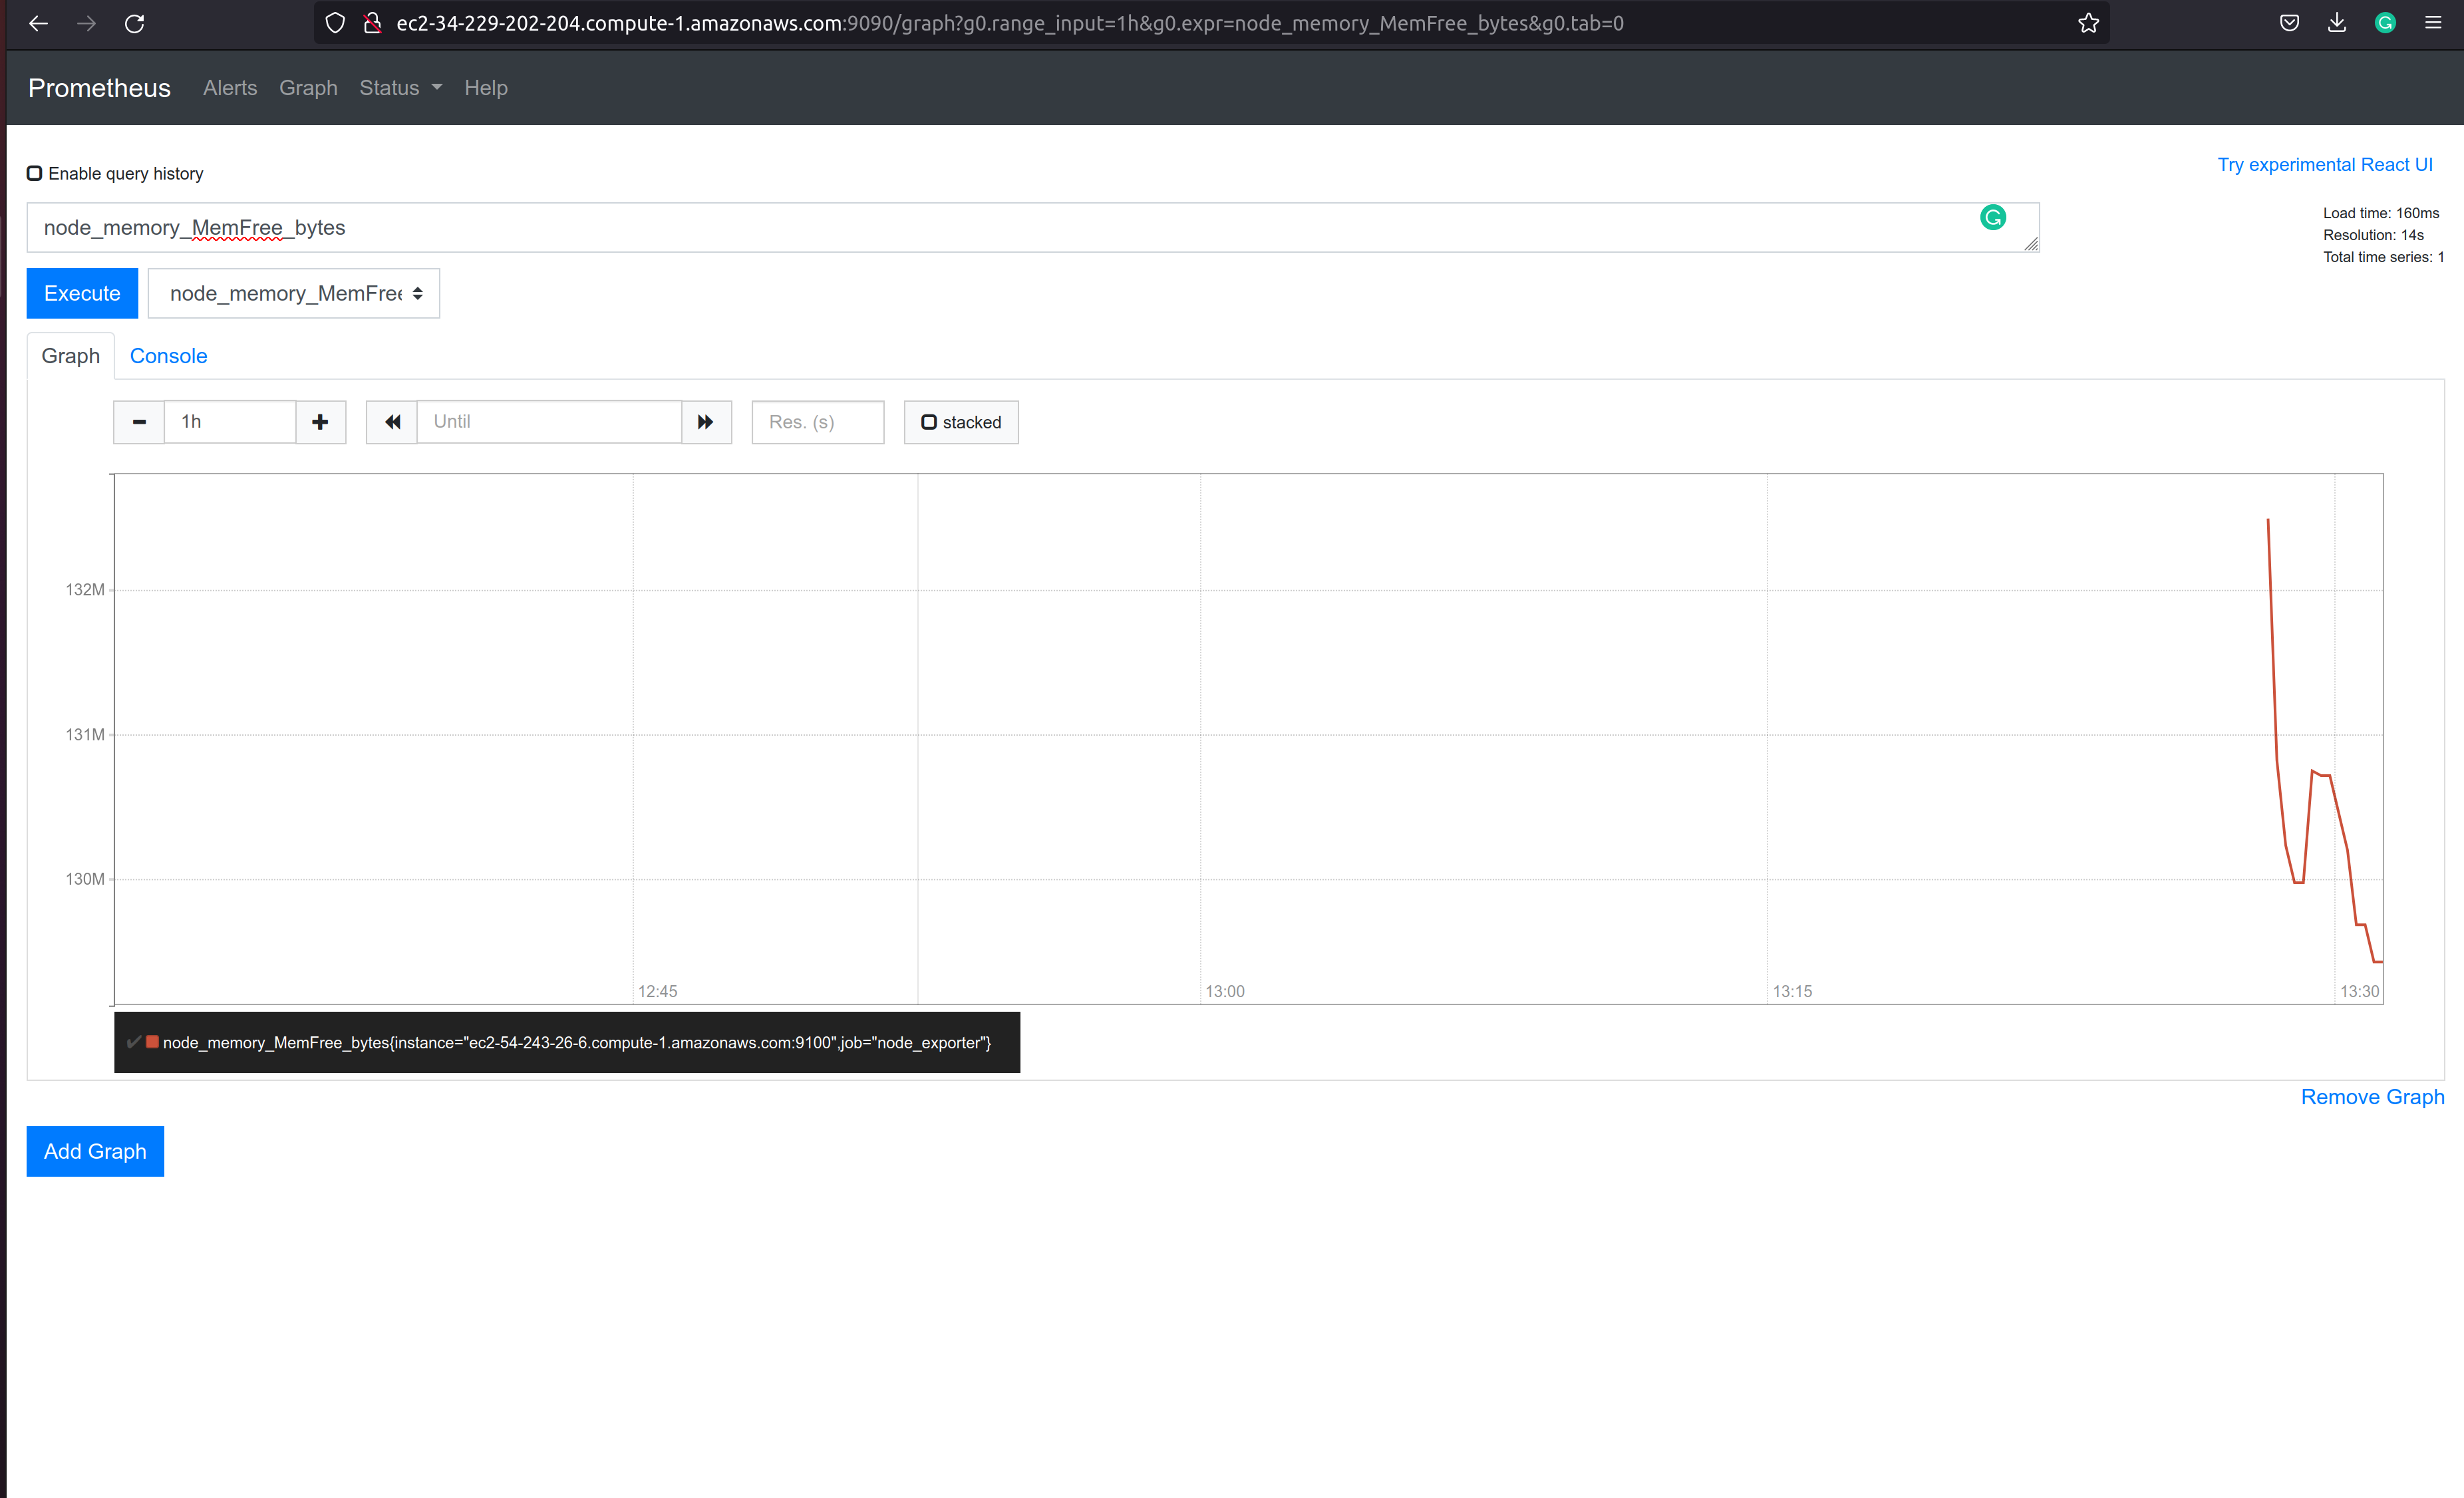 ec2-34-229-202-204.compute-1.amazonaws.com:9090/graph?g0.range_input=1h&g0.expr=node_memory_MemFree_bytes&g0.tab=0
Prometheus Alerts Graph Status Help
Enable query history
Try experimental React UI
node_memory_MemFree_bytes
Load time: 160ms
Resolution: 14s
Total time series: 1
Execute node_memory_MemFree
Graph Console
1h Until Res. (s) stacked
132M
131M
130M
12:45 13:00 13:15 13:30
node_memory_MemFree_bytes{instance="ec2-54-243-26-6.compute-1.amazonaws.com:9100",job="node_exporter"}
Remove Graph
Add Graph